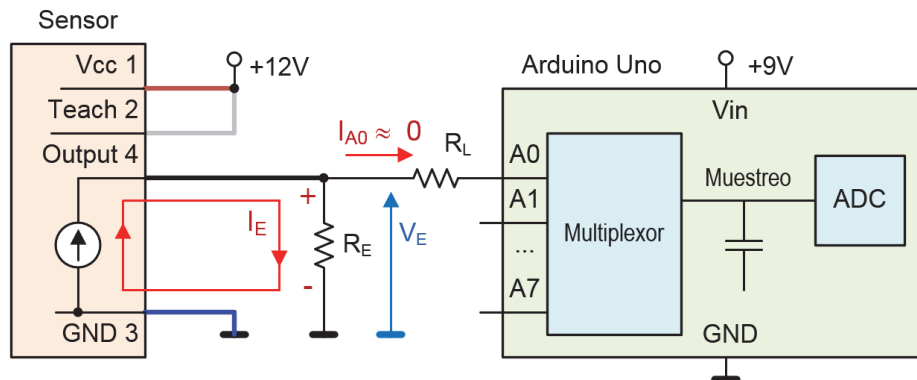 Sensor
Vcc 1
Teach 2
Output 4
GND 3
+12V
I_E
+
-
R_E
V_E
I_A0 ≈ 0
R_L
Arduino Uno
+9V
Vin
A0
A1
...
A7
Multiplexor
Muestreo
ADC
GND